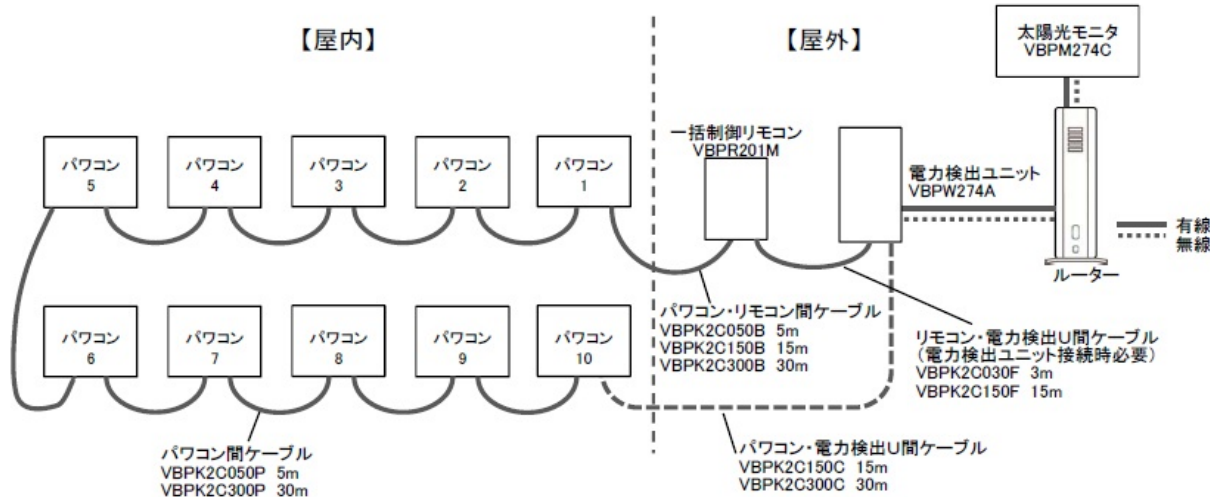 【屋内】
【屋外】
太陽光モニタ
VBPM274C
一括制御リモコン
VBPR201M
電力検出ユニット
VBPW274A
有線
無線
ルーター
パワコン
5
パワコン
4
パワコン
3
パワコン
2
パワコン
1
パワコン・リモコン間ケーブル
VBPK2C050B 5m
VBPK2C150B 15m
VBPK2C300B 30m
リモコン・電力検出U間ケーブル
(電力検出ユニット接続時必要)
VBPK2C030F 3m
VBPK2C150F 15m
パワコン
6
パワコン
7
パワコン
8
パワコン
9
パワコン
10
パワコン間ケーブル
VBPK2C050P 5m
VBPK2C300P 30m
パワコン・電力検出U間ケーブル
VBPK2C150C 15m
VBPK2C300C 30m